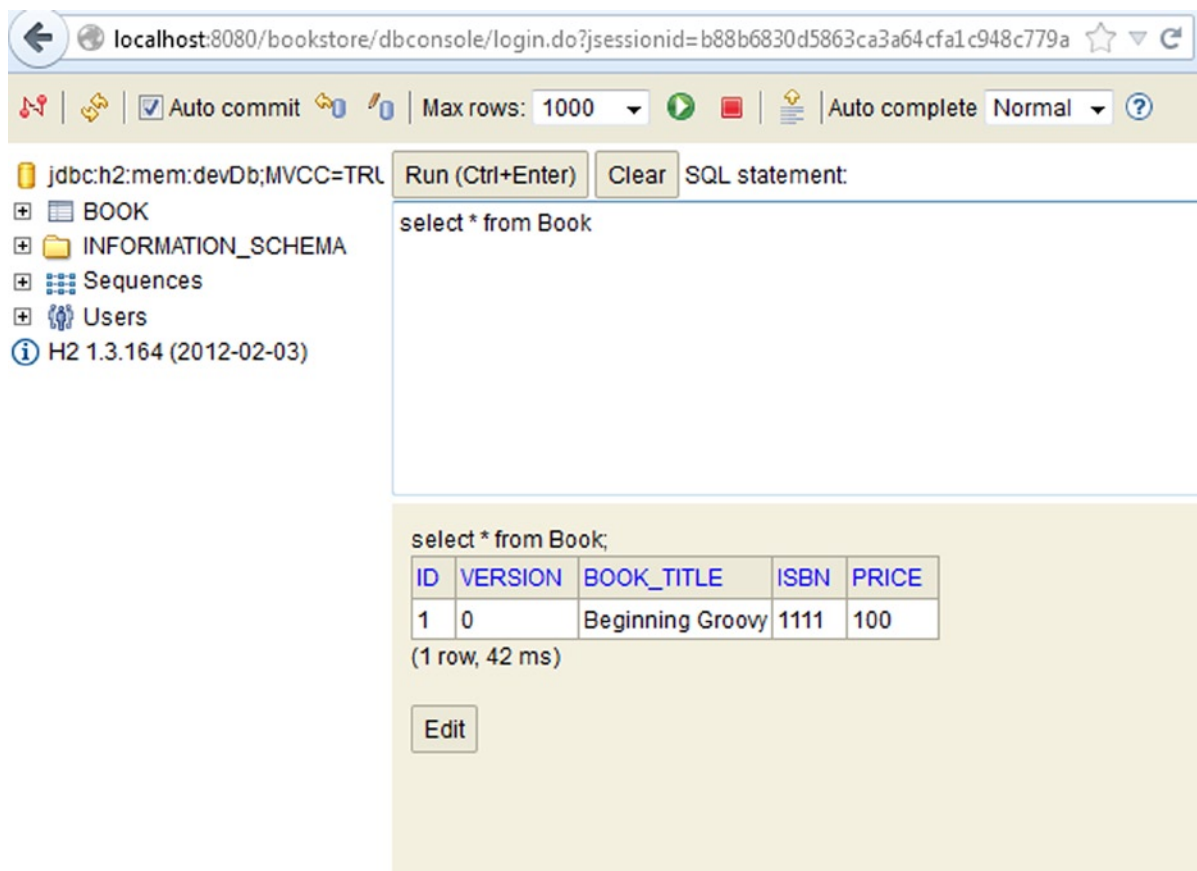 localhost:8080/bookstore/dbconsole/login.do?jsessionid=b88b6830d5863ca3a64cfa1c948c779a
Auto commit Max rows: 1000 Auto complete Normal
jdbc:h2:mem:devDb;MVCC=TRU
BOOK
INFORMATION_SCHEMA
Sequences
Users
H2 1.3.164 (2012-02-03)
Run (Ctrl+Enter) Clear SQL statement:
select * from Book
select * from Book;
ID VERSION BOOK_TITLE ISBN PRICE
1 0 Beginning Groovy 1111 100
(1 row, 42 ms)
Edit